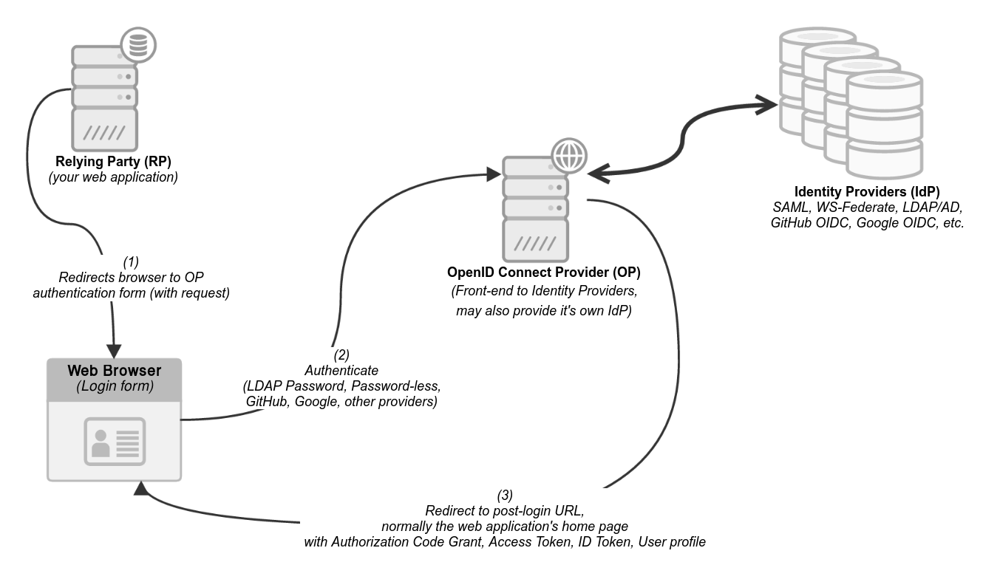 Relying Party (RP)
(your web application)
Identity Providers (IdP)
SAML, WS-Federate, LDAP/AD,
GitHub OIDC, Google OIDC, etc.
(1)
Redirects browser to OP
authentication form (with request)
OpenID Connect Provider (OP)
(Front-end to Identity Providers,
may also provide it's own IdP)
Web Browser
(Login form)
(2)
Authenticate
(LDAP Password, Password-less,
GitHub, Google, other providers)
(3)
Redirect to post-login URL,
normally the web application's home page
with Authorization Code Grant, Access Token, ID Token, User profile